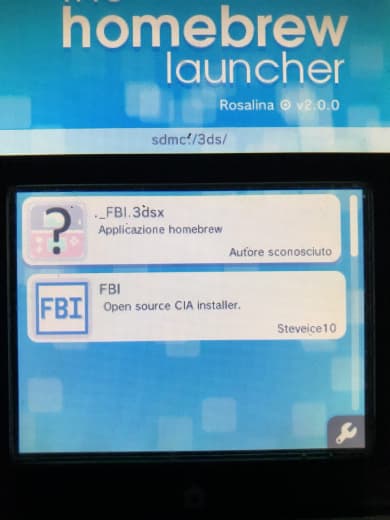 homebrew
launcher
Rosalina v2.0.0
sdmc:/3ds/
._FBI.3dsx
Applicazione homebrew
Autore sconosciuto
FBI
FBI
Open source CIA installer.
Steveice10